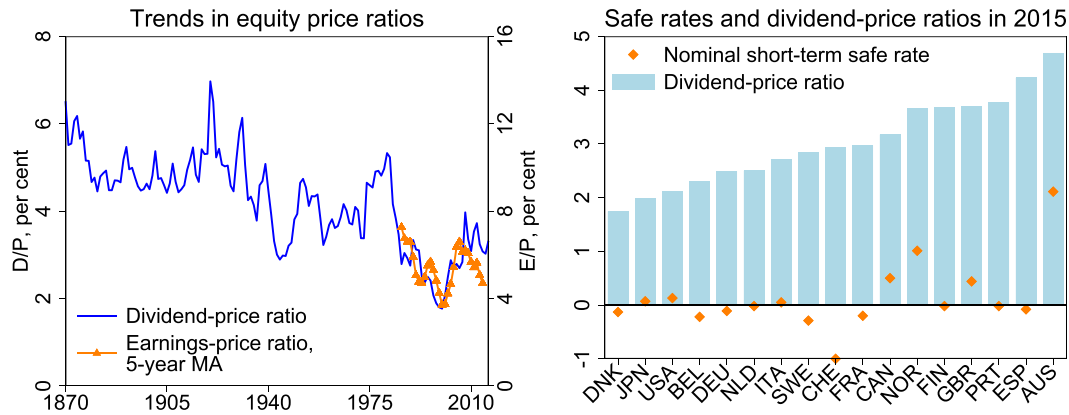 Trends in equity price ratios
8
6
4
2
0
D/P, per cent
16
12
8
4
0
E/P, per cent
Dividend-price ratio
Earnings-price ratio,
5-year MA
1870
1905
1940
1975
2010
Safe rates and dividend-price ratios in 2015
5
4
3
2
1
0
-1
Nominal short-term safe rate
Dividend-price ratio
DNK
JPN
USA
BEL
DEU
NLD
ITA
SWE
CHE
FRA
CAN
NOR
FIN
GBR
PRT
ESP
AUS